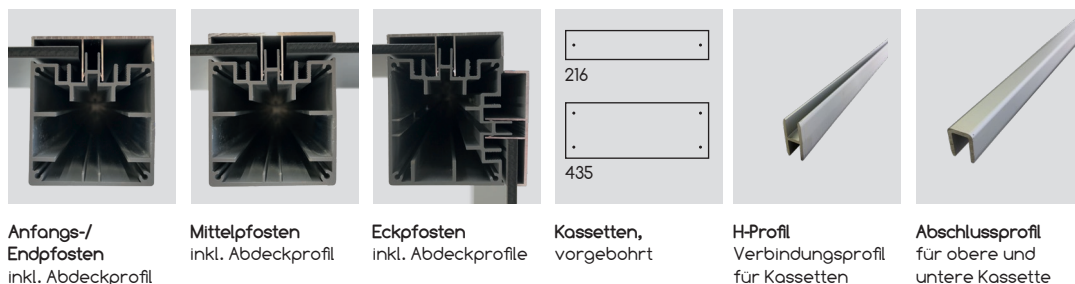 216
435
Anfangs-/
Endpfosten
inkl. Abdeckprofil
Mittelpfosten
inkl. Abdeckprofil
Eckpfosten
inkl. Abdeckprofile
Kassetten,
vorgebohrt
H-Profil
Verbindungsprofil
für Kassetten
Abschlussprofil
für obere und
untere Kassette